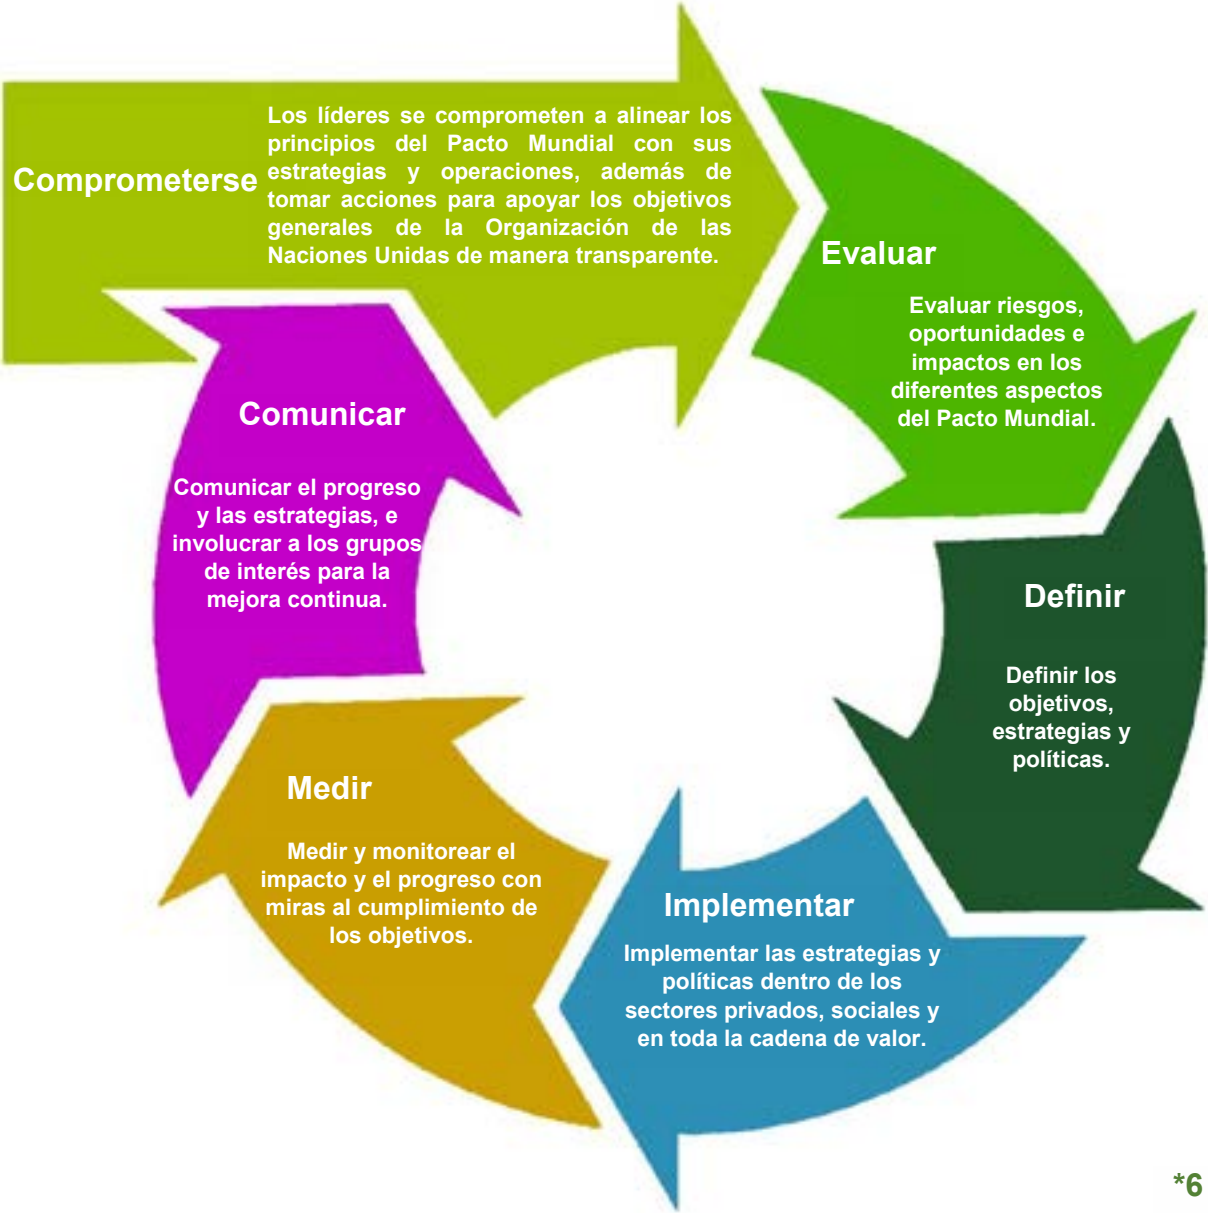 Comprometerse
Los líderes se comprometen a alinear los
principios del Pacto Mundial con sus
estrategias y operaciones, además de
tomar acciones para apoyar los objetivos
generales de la Organización de las
Naciones Unidas de manera transparente.
Evaluar
Evaluar riesgos,
oportunidades e
impactos en los
diferentes aspectos
del Pacto Mundial.
Definir
Definir los
objetivos,
estrategias y
políticas.
Implementar
Implementar las estrategias y
políticas dentro de los
sectores privados, sociales y
en toda la cadena de valor.
Medir
Medir y monitorear el
impacto y el progreso con
miras al cumplimiento de
los objetivos.
Comunicar
Comunicar el progreso
y las estrategias, e
involucrar a los grupos
de interés para la
mejora continua.
*6